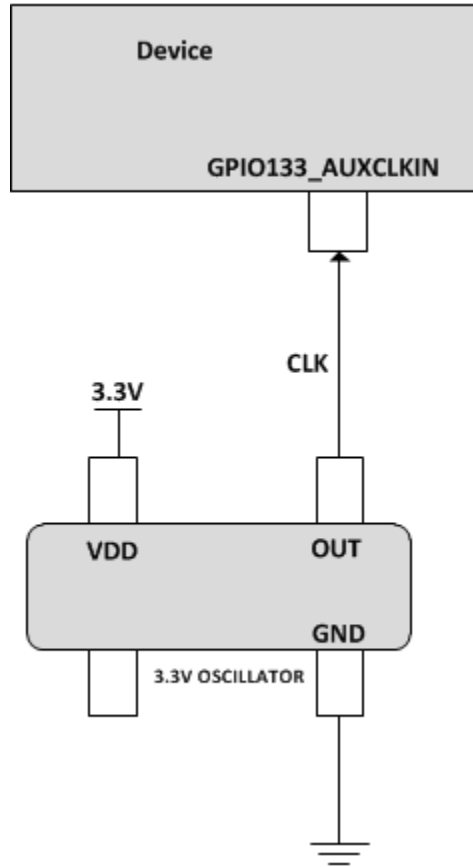 Device
GPIO133_AUXCLKIN
CLK
3.3V
VDD
OUT
GND
3.3V OSCILLATOR